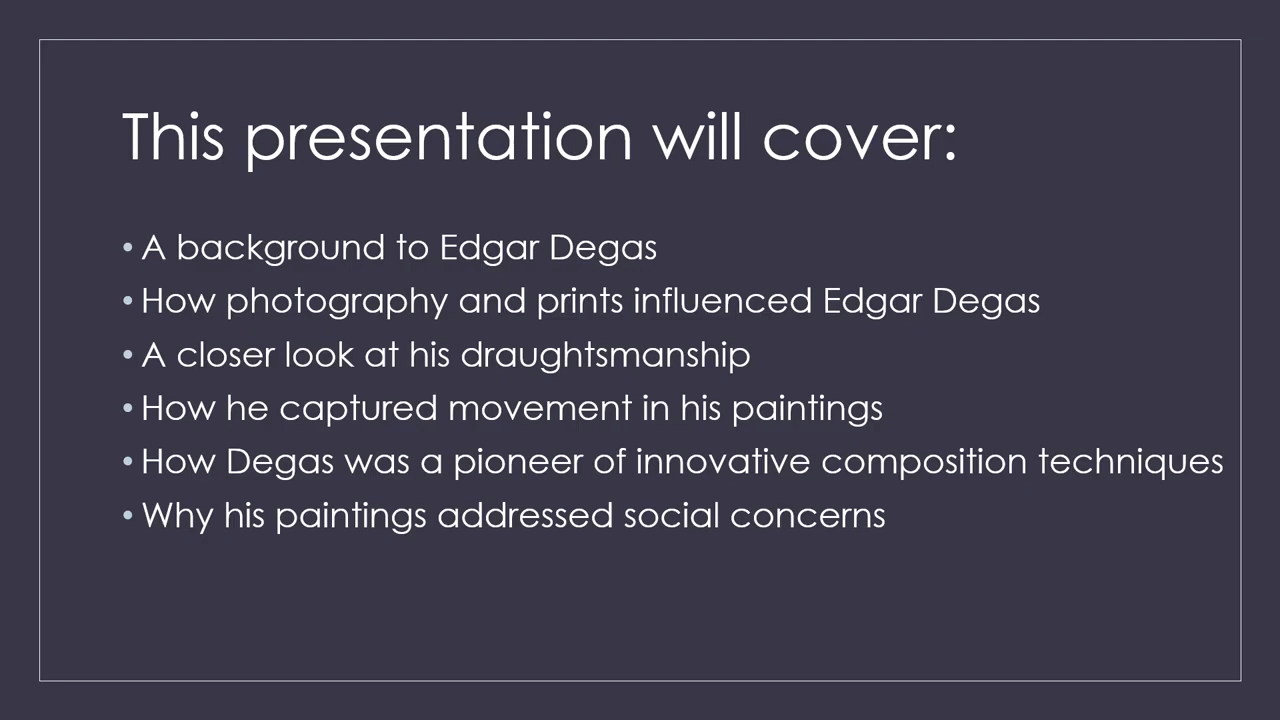 This presentation will cover:
• A background to Edgar Degas
• How photography and prints influenced Edgar Degas
• A closer look at his draughtsmanship
• How he captured movement in his paintings
• How Degas was a pioneer of innovative composition techniques
• Why his paintings addressed social concerns